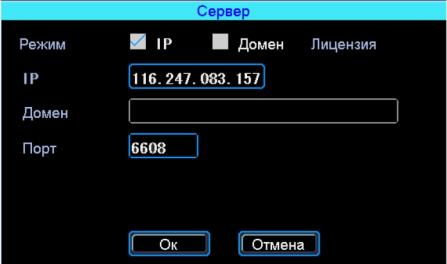 Сервер
Режим IP Домен Лицензия
IP 116.247.083.157
Домен
Порт 6608
Ок Отмена